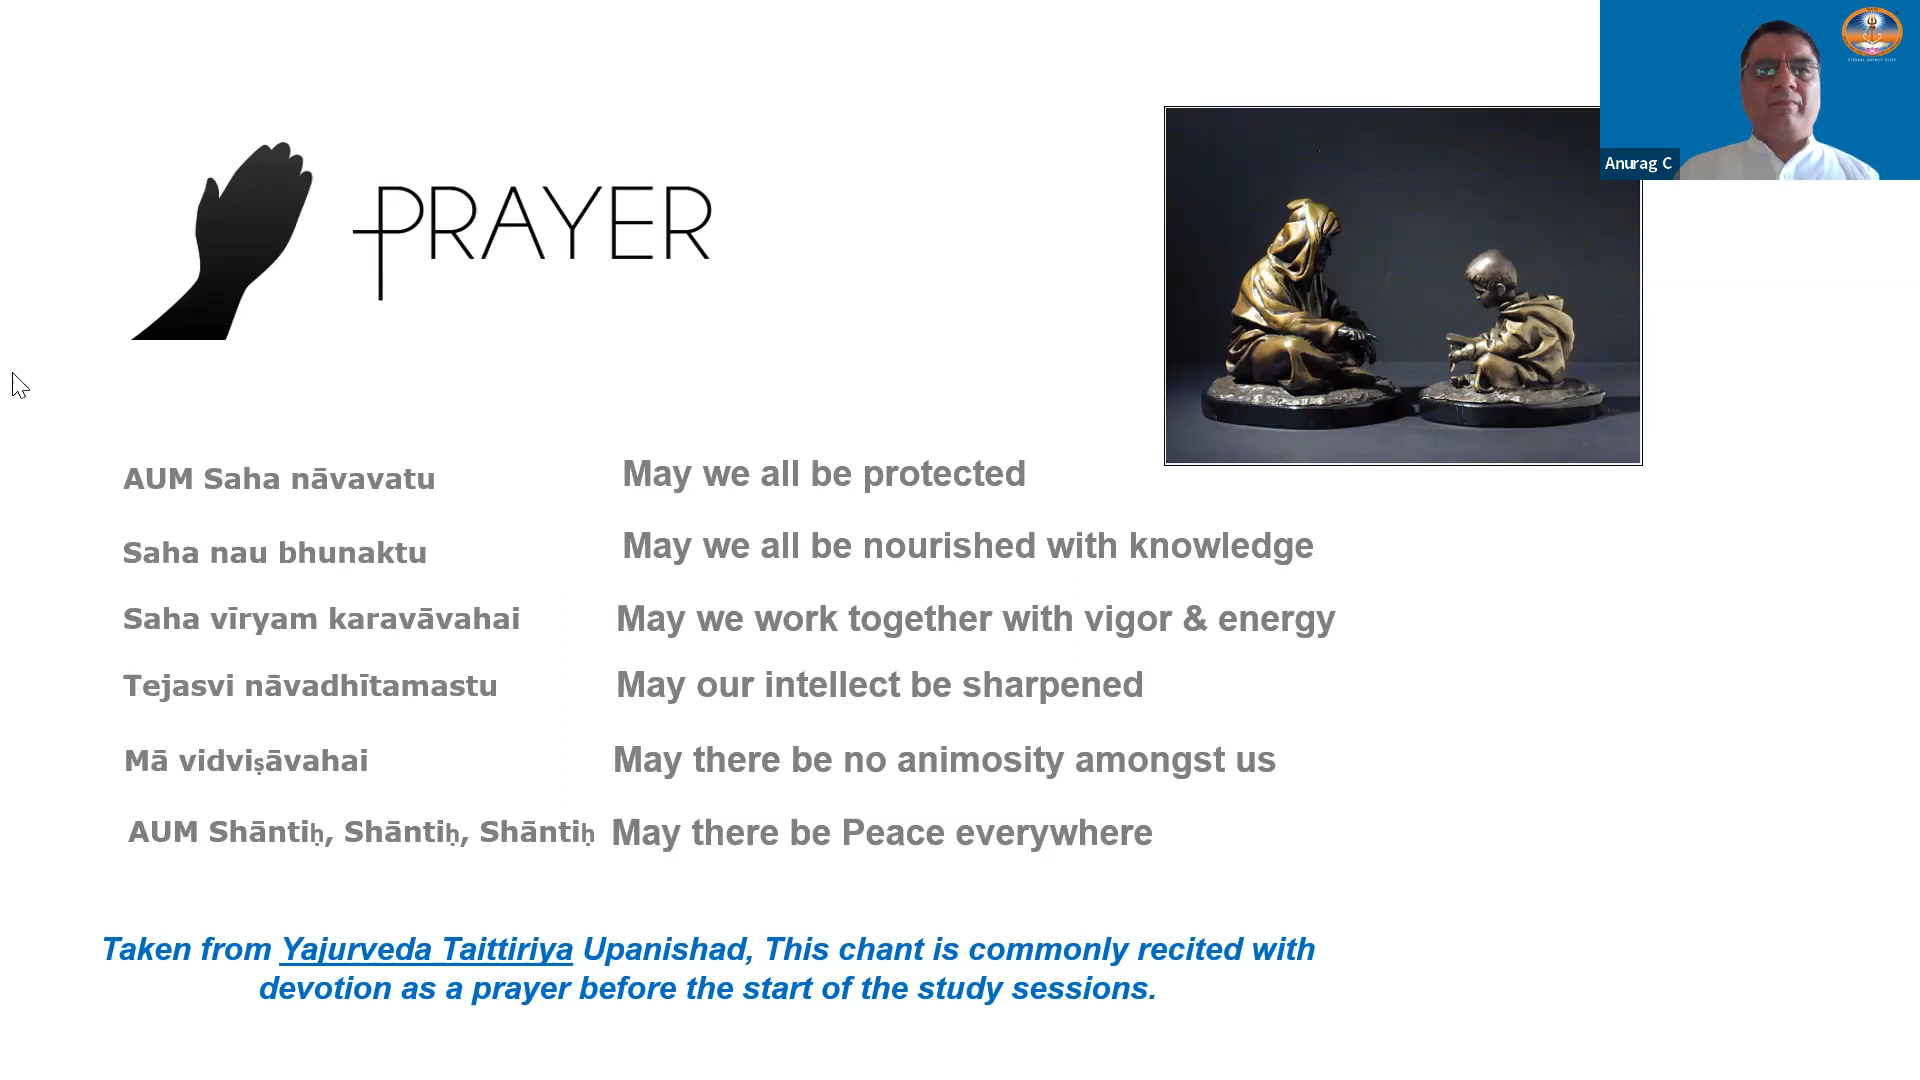 PRAYER
Anurag C
AUM Saha nāvavatu
May we all be protected
Saha nau bhunaktu
May we all be nourished with knowledge
Saha vīryam karavāvahai
May we work together with vigor & energy
Tejasvi nāvadhītamastu
May our intellect be sharpened
Mā vidviṣāvahai
May there be no animosity amongst us
AUM Shāntiḥ, Shāntiḥ, Shāntiḥ
May there be Peace everywhere
Taken from Yajurveda Taittiriya Upanishad, This chant is commonly recited with
devotion as a prayer before the start of the study sessions.